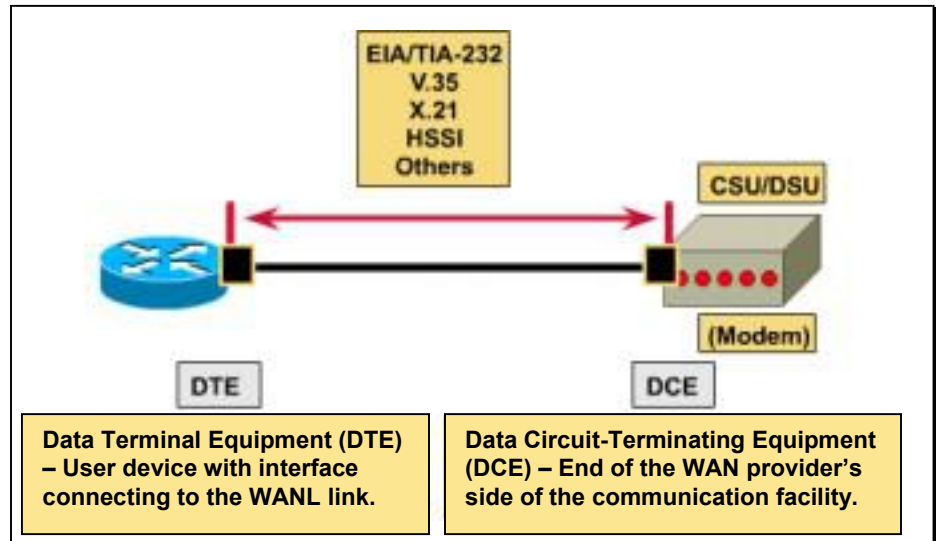 EIA/TIA-232
V.35
X.21
HSSI
Others
CSU/DSU
(Modem)
DTE
DCE
Data Terminal Equipment (DTE)
– User device with interface
connecting to the WANL link.
Data Circuit-Terminating Equipment
(DCE) – End of the WAN provider’s
side of the communication facility.